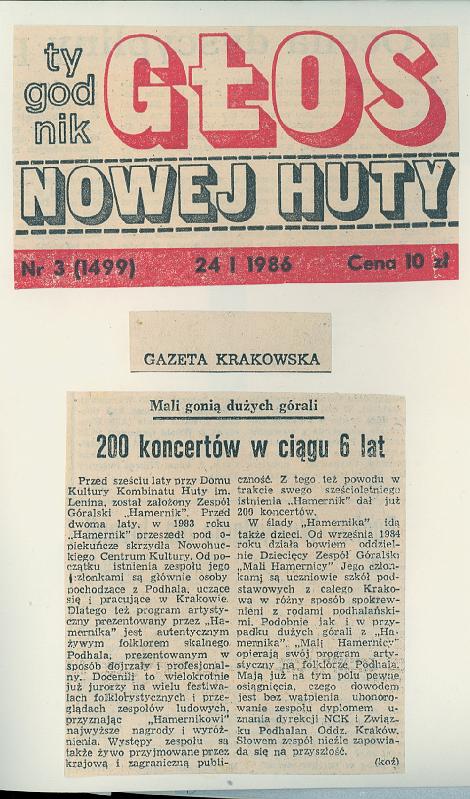 ty
god
nik
GŁOS
NOWEJ HUTY
Nr 3 (1499) 24 I 1986 Cena 10 zł
GAZETA KRAKOWSKA
Mali gonią dużych górali
200 koncertów w ciągu 6 lat
Przed sześciu laty przy Domu
Kultury Kombinatu Huty im.
Lenina, został założony Zespół
Góralski „Hamernik". Przed
dwoma laty, w 1983 roku
„Hamernik" przeszedł pod o-
piekuńcze skrzydła Nowohuc-
kiego Centrum Kultury. Od po-
czątku istnienia zespołu jego
członkami są głównie osoby
pochodzące z Podhala, uczące
się i pracujące w Krakowie.
Dlatego też program artysty-
czny prezentowany przez „Ha-
mernika" jest autentycznym
żywym folklorem skalnego
Podhala, prezentowanym w
sposób dojrzały i profesjonal-
ny. Docenili to wielokrotnie
już jurorzy na wielu festiwa-
lach folklorystycznych i prze-
glądach zespołów ludowych,
przyznając „Hamernikowi"
najwyższe nagrody i wyróż-
nienia. Występy zespołu są
także żywo przyjmowane przez
krajową i zagraniczną publi-
czność. Z tego też powodu w
trakcie swego sześcioletniego
istnienia „Hamernik" dał już
200 koncertów.
W ślady „Hamernika" idą
także dzieci. Od września 1984
roku działa bowiem oddziel-
nie Dziecięcy Zespół Góralski
„Mali Hamernicy" Jego człon-
kamj są uczniowie szkół pod-
stawowych z całego Krako-
wa w różny sposób spokrew-
nieni z rodami podhalański-
mi. Podobnie jak i w przy-
padku dużych górali z „Ha-
mernika" „Mali Hamernicy"
opierają swój program arty-
styczny na folklorze Podhala.
Mają już na tym polu pewne
osiągnięcia, czego dowodem
jest bez wątpienia uhonoro-
wanie zespołu dyplomem u-
znania dyrekcji NCK i Związ-
ku Podhalan Oddz. Kraków.
Słowem zespół nieźle zapowia-
da się na przyszłość.
(koź)